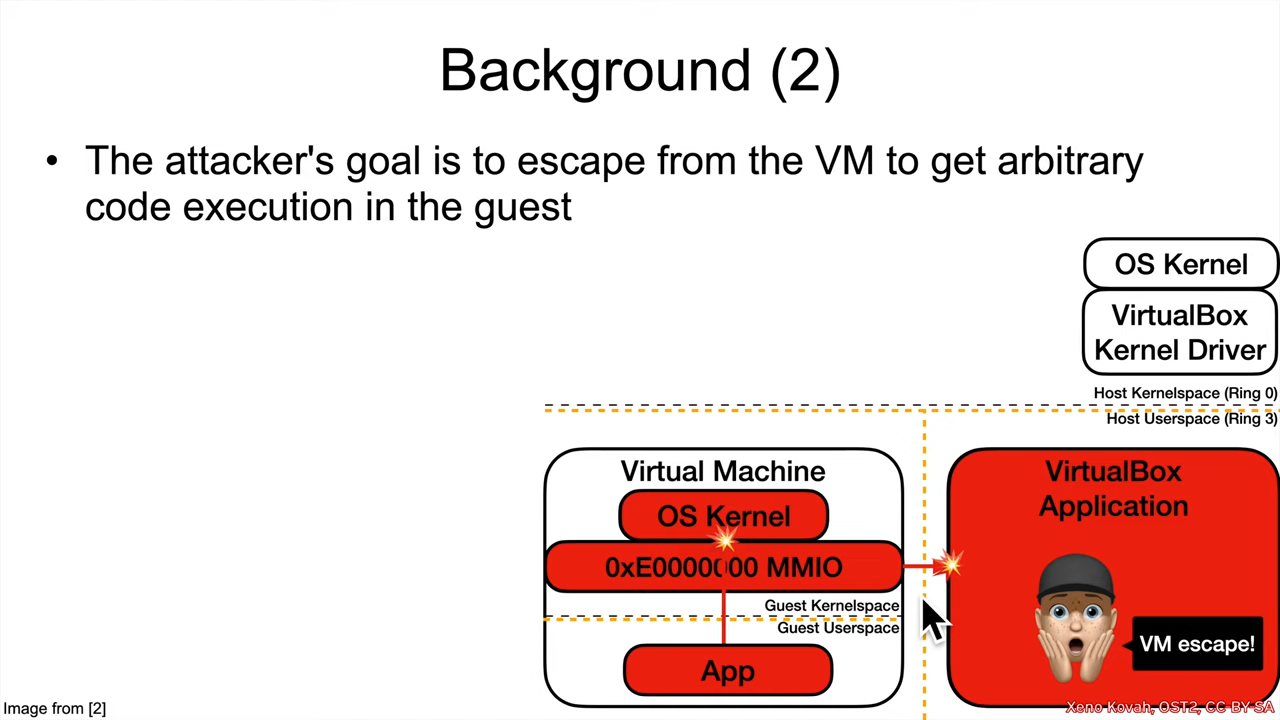 Background (2)
• The attacker's goal is to escape from the VM to get arbitrary
code execution in the guest
OS Kernel
VirtualBox
Kernel Driver
Host Kernelspace (Ring 0)
Host Userspace (Ring 3)
Virtual Machine
OS Kernel
0xE0000000 MMIO
Guest Kernelspace
Guest Userspace
App
VirtualBox
Application
VM escape!
Image from [2]
Xeno Kovah, OST2, CC-BY-SA